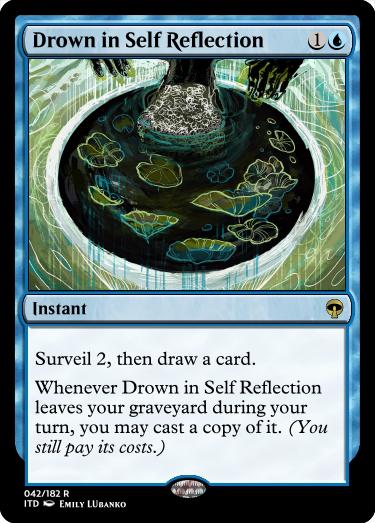 Drown in Self Reflection 1
Instant
Surveil 2, then draw a card.
Whenever Drown in Self Reflection
leaves your graveyard during your
turn, you may cast a copy of it. (You
still pay its costs.)
042/182 R
ITD EMILY LUBANKO